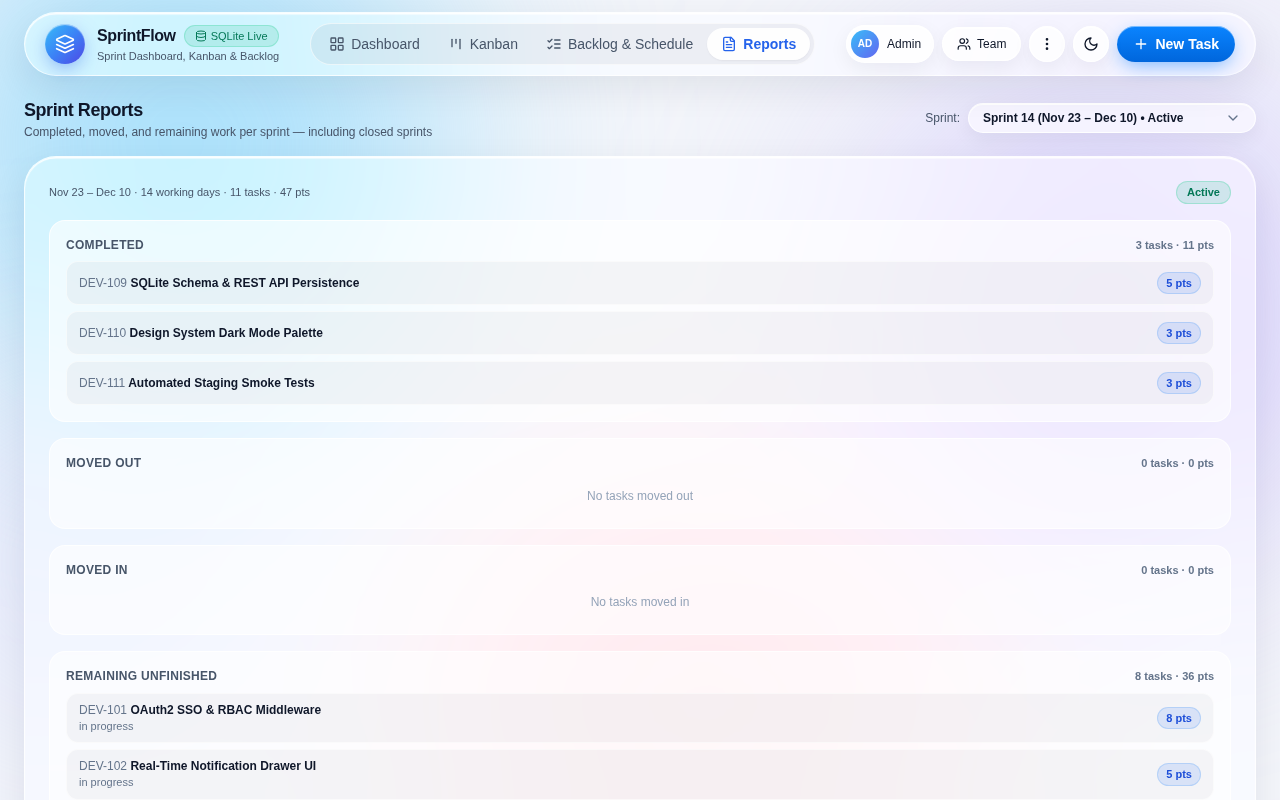 SprintFlow
SQLite Live
Sprint Dashboard, Kanban & Backlog
Dashboard
Kanban
Backlog & Schedule
Reports
AD
Admin
Team
New Task
Sprint Reports
Completed, moved, and remaining work per sprint — including closed sprints
Sprint:
Sprint 14 (Nov 23 – Dec 10) • Active
Nov 23 – Dec 10 · 14 working days · 11 tasks · 47 pts
Active
COMPLETED
3 tasks · 11 pts
DEV-109 SQLite Schema & REST API Persistence
5 pts
DEV-110 Design System Dark Mode Palette
3 pts
DEV-111 Automated Staging Smoke Tests
3 pts
MOVED OUT
0 tasks · 0 pts
No tasks moved out
MOVED IN
0 tasks · 0 pts
No tasks moved in
REMAINING UNFINISHED
8 tasks · 36 pts
DEV-101 OAuth2 SSO & RBAC Middleware
in progress
8 pts
DEV-102 Real-Time Notification Drawer UI
in progress
5 pts